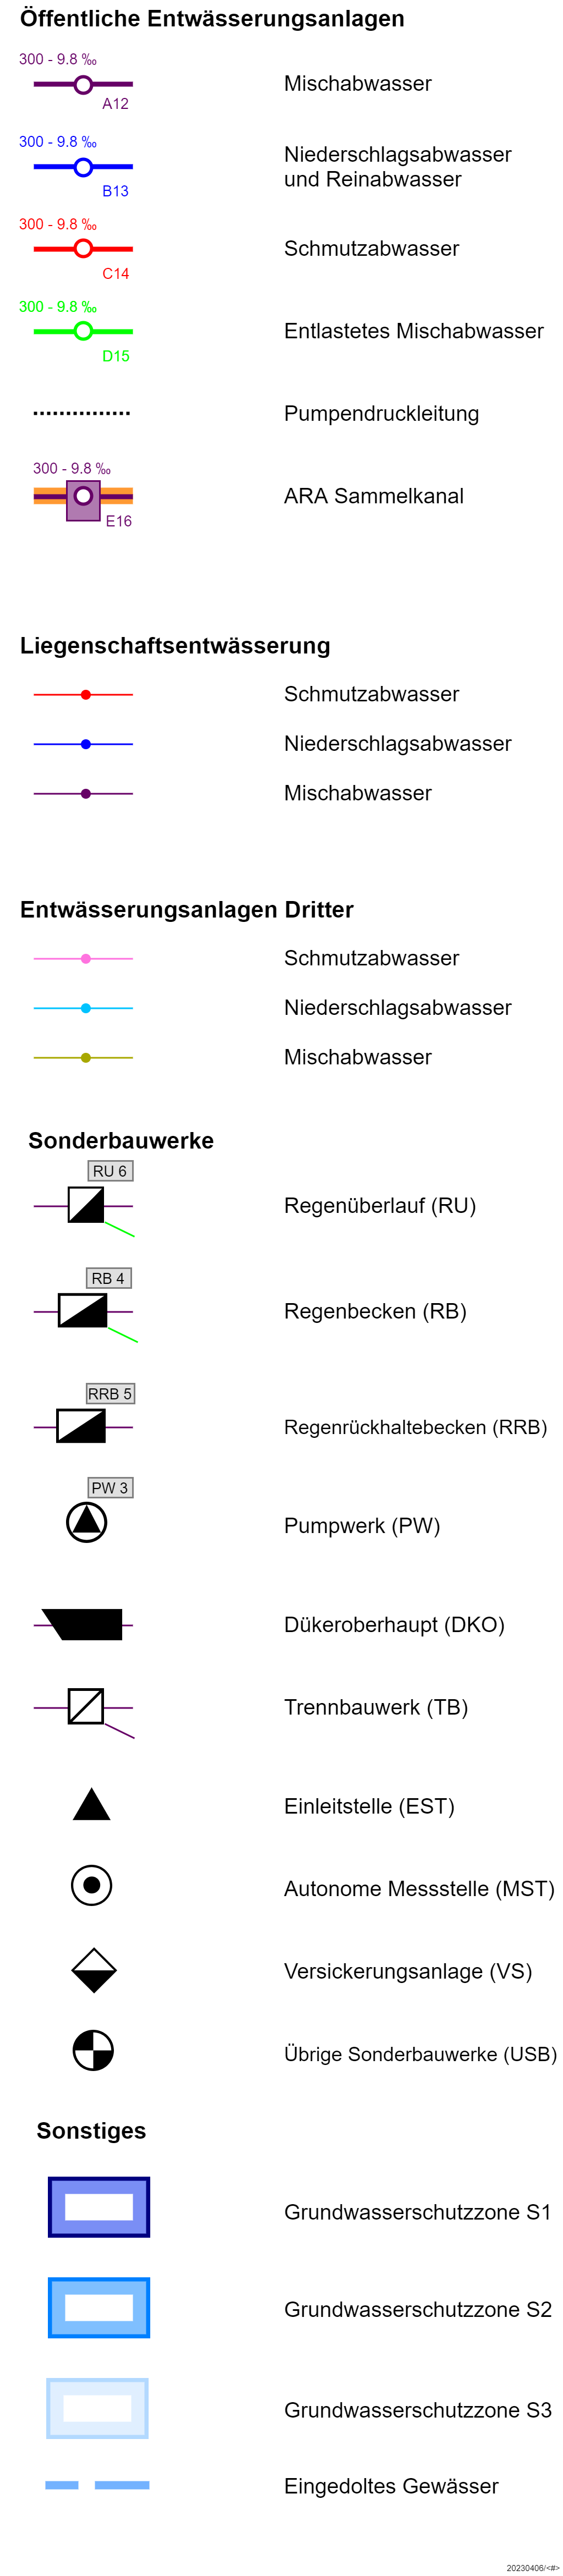 Öffentliche Entwässerungsanlagen
300 - 9.8 ‰
Mischabwasser
A12
300 - 9.8 ‰
Niederschlagsabwasser
und Reinabwasser
B13
300 - 9.8 ‰
Schmutzabwasser
C14
300 - 9.8 ‰
Entlastetes Mischabwasser
D15
Pumpendruckleitung
300 - 9.8 ‰
ARA Sammelkanal
E16
Liegenschaftsentwässerung
Schmutzabwasser
Niederschlagsabwasser
Mischabwasser
Entwässerungsanlagen Dritter
Schmutzabwasser
Niederschlagsabwasser
Mischabwasser
Sonderbauwerke
RU 6
Regenüberlauf (RU)
RB 4
Regenbecken (RB)
RRB 5
Regenrückhaltebecken (RRB)
PW 3
Pumpwerk (PW)
Dükeroberhaupt (DKO)
Trennbauwerk (TB)
Einleitstelle (EST)
Autonome Messstelle (MST)
Versickerungsanlage (VS)
Übrige Sonderbauwerke (USB)
Sonstiges
Grundwasserschutzzone S1
Grundwasserschutzzone S2
Grundwasserschutzzone S3
Eingedoltes Gewässer
20230406/<#>